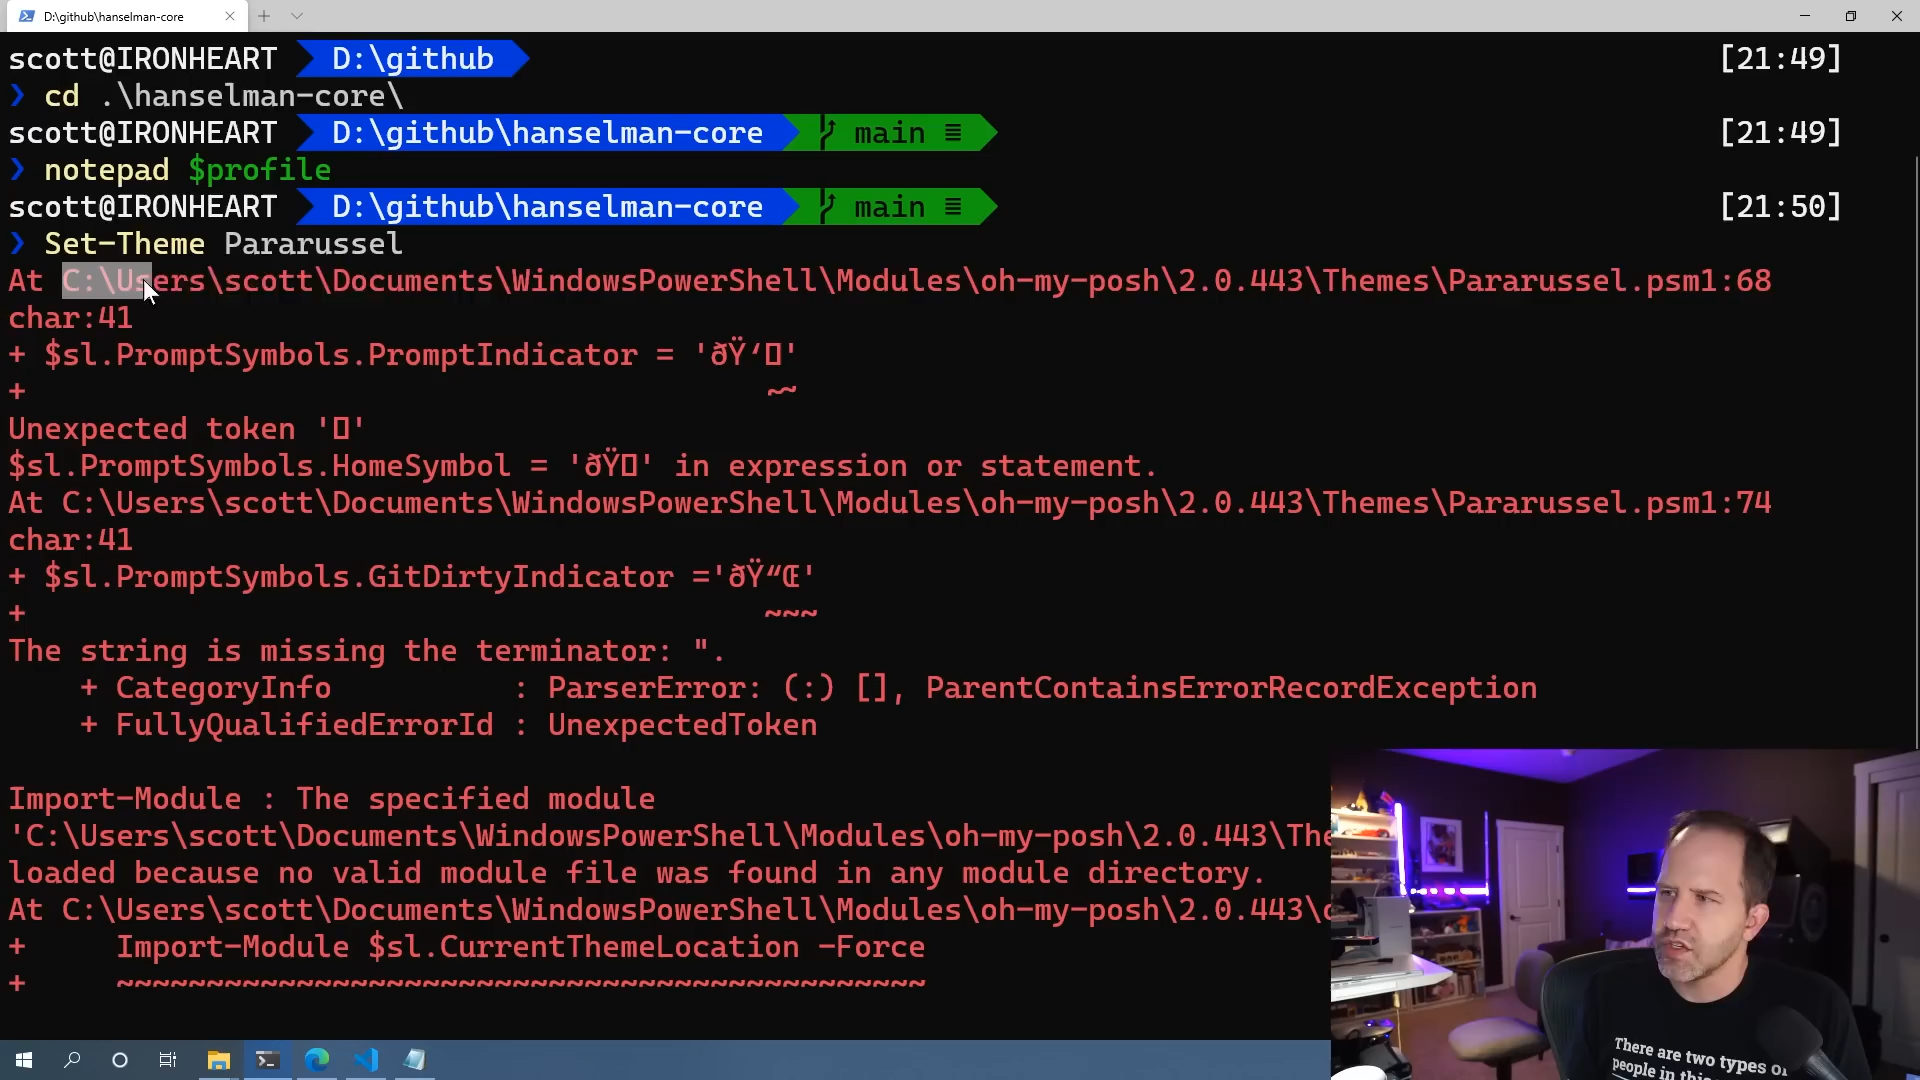 D:\github\hanselman-core
scott@IRONHEART D:\github [21:49]
❯ cd .\hanselman-core\
scott@IRONHEART D:\github\hanselman-core main ≡ [21:49]
❯ notepad $profile
scott@IRONHEART D:\github\hanselman-core main ≡ [21:50]
❯ Set-Theme Pararussel
At C:\Users\scott\Documents\WindowsPowerShell\Modules\oh-my-posh\2.0.443\Themes\Pararussel.psm1:68
char:41
+ $sl.PromptSymbols.PromptIndicator = 'ðŸ‘▯'
+ ~~
Unexpected token '▯'
$sl.PromptSymbols.HomeSymbol = 'ðŸ▯' in expression or statement.
At C:\Users\scott\Documents\WindowsPowerShell\Modules\oh-my-posh\2.0.443\Themes\Pararussel.psm1:74
char:41
+ $sl.PromptSymbols.GitDirtyIndicator ='ðŸ“Œ'
+ ~~~
The string is missing the terminator: ".
+ CategoryInfo : ParserError: (:) [], ParentContainsErrorRecordException
+ FullyQualifiedErrorId : UnexpectedToken
Import-Module : The specified module
'C:\Users\scott\Documents\WindowsPowerShell\Modules\oh-my-posh\2.0.443\The
loaded because no valid module file was found in any module directory.
At C:\Users\scott\Documents\WindowsPowerShell\Modules\oh-my-posh\2.0.443\
+ Import-Module $sl.CurrentThemeLocation -Force
+ ~~~~~~~~~~~~~~~~~~~~~~~~~~~~~~~~~~~~~~~~~~~~~
There are two types of
people in this